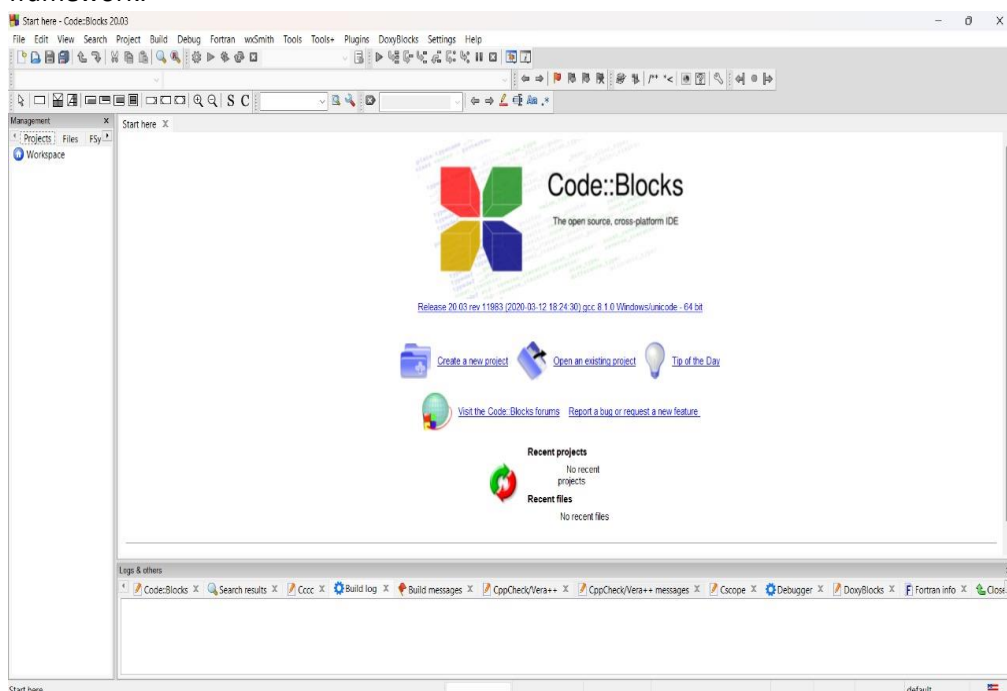 framework.
Start here - Code::Blocks 20.03
File Edit View Search Project Build Debug Fortran wxSmith Tools Tools+ Plugins DoxyBlocks Settings Help
S C
Management
Projects Files FSy
Workspace
Start here
Code::Blocks
The open source, cross-platform IDE
Release 20.03 rev 11983 (2020-03-12 18:24:30) gcc 8.1.0 Windows/unicode - 64 bit
Create a new project Open an existing project Tip of the Day
Visit the Code::Blocks forums Report a bug or request a new feature
Recent projects
No recent
projects
Recent files
No recent files
Logs & others
Code::Blocks Search results Cccc Build log Build messages CppCheck/Vera++ CppCheck/Vera++ messages Cscope Debugger DoxyBlocks Fortran info Close
Start here default